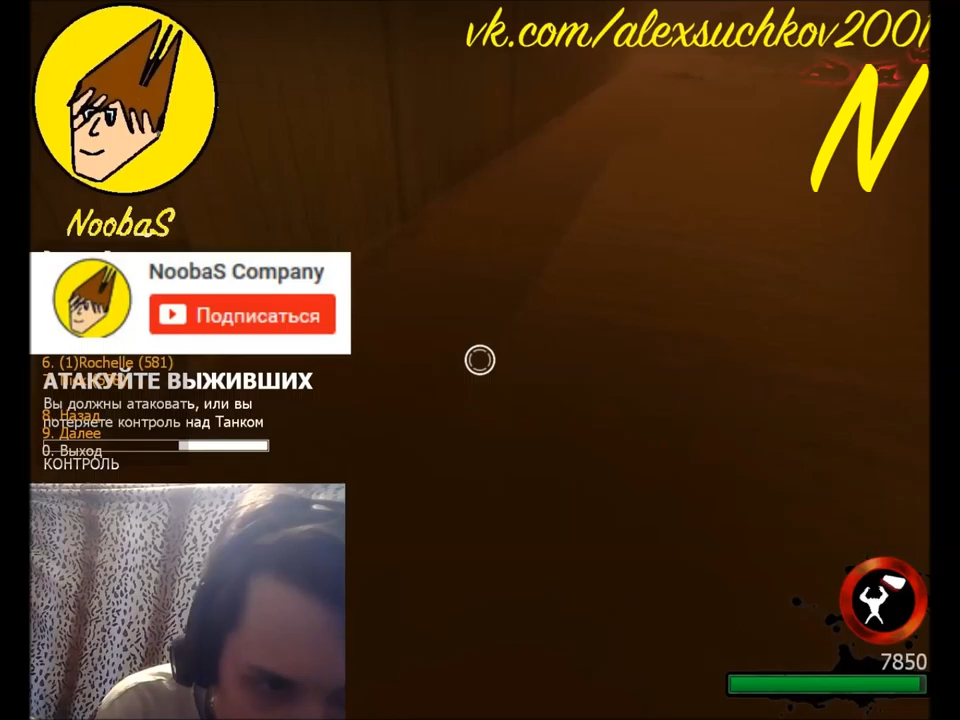 vk.com/alexsuchkov2001
N
NoobaS
NoobaS Company
Подписаться
6. (1)Rochelle (581)
АТАКУЙТЕ ВЫЖИВШИХ
Вы должны атаковать, или вы
8. Назад
потеряете контроль над Танком
9. Далее
0. Выход
КОНТРОЛЬ
7850